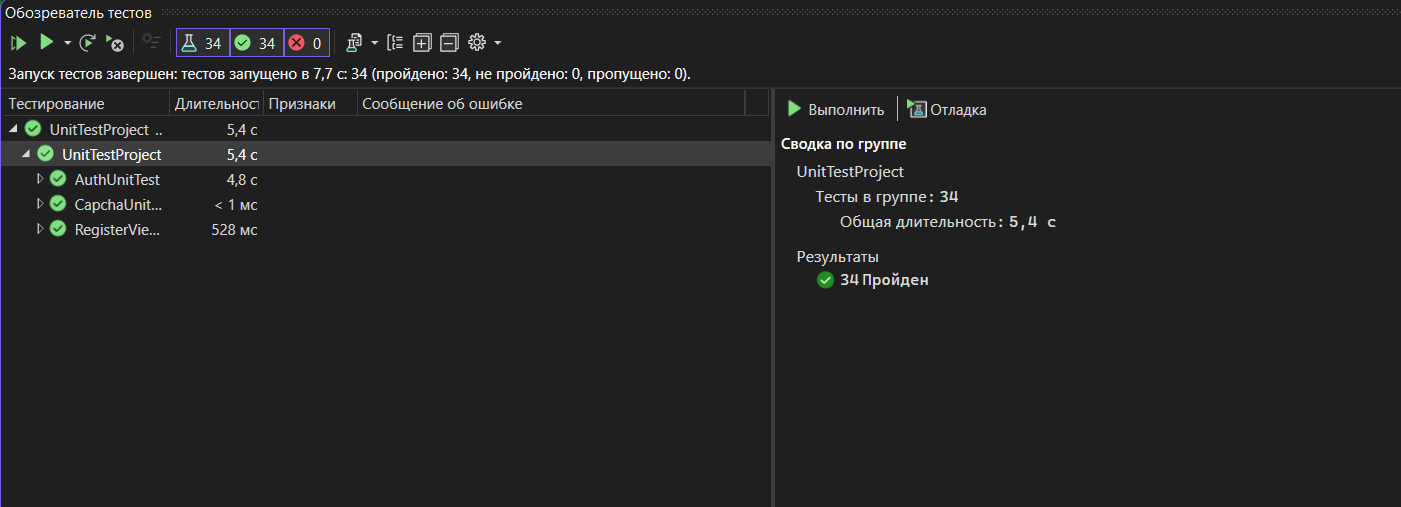 Обозреватель тестов
34 34 0
Запуск тестов завершен: тестов запущено в 7,7 с: 34 (пройдено: 34, не пройдено: 0, пропущено: 0).
Тестирование Длительност Признаки Сообщение об ошибке
UnitTestProject .. 5,4 с
UnitTestProject 5,4 с
AuthUnitTest 4,8 с
CapchaUnit... < 1 мс
RegisterVie... 528 мс
Выполнить Отладка
Сводка по группе
UnitTestProject
Тесты в группе: 34
Общая длительность: 5,4 с
Результаты
34 Пройден